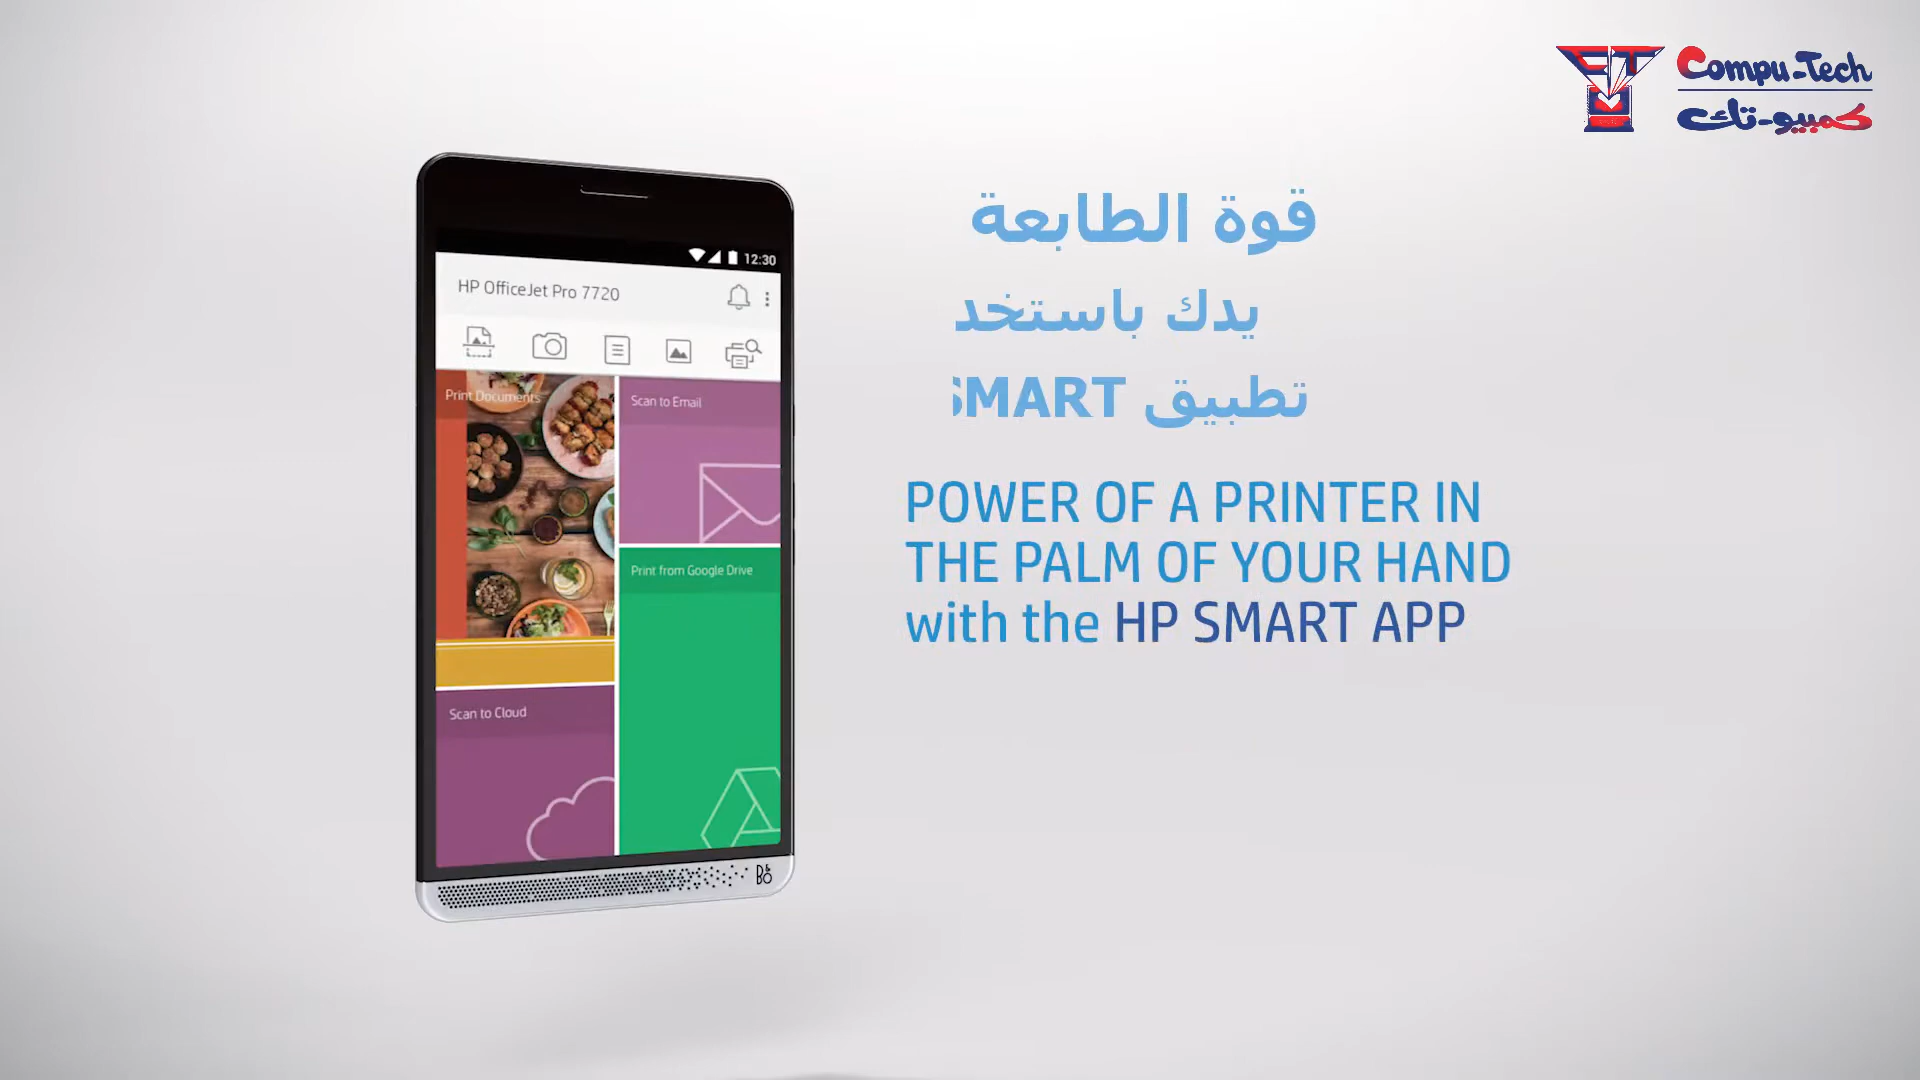 Compu-Tech
كمبيو-تك
12:30
HP OfficeJet Pro 7720
Print Documents
Scan to Email
Print from Google Drive
Scan to Cloud
B&O
قوة الطابعة
يدك باستخد
تطبيق SMART
POWER OF A PRINTER IN
THE PALM OF YOUR HAND
with the HP SMART APP